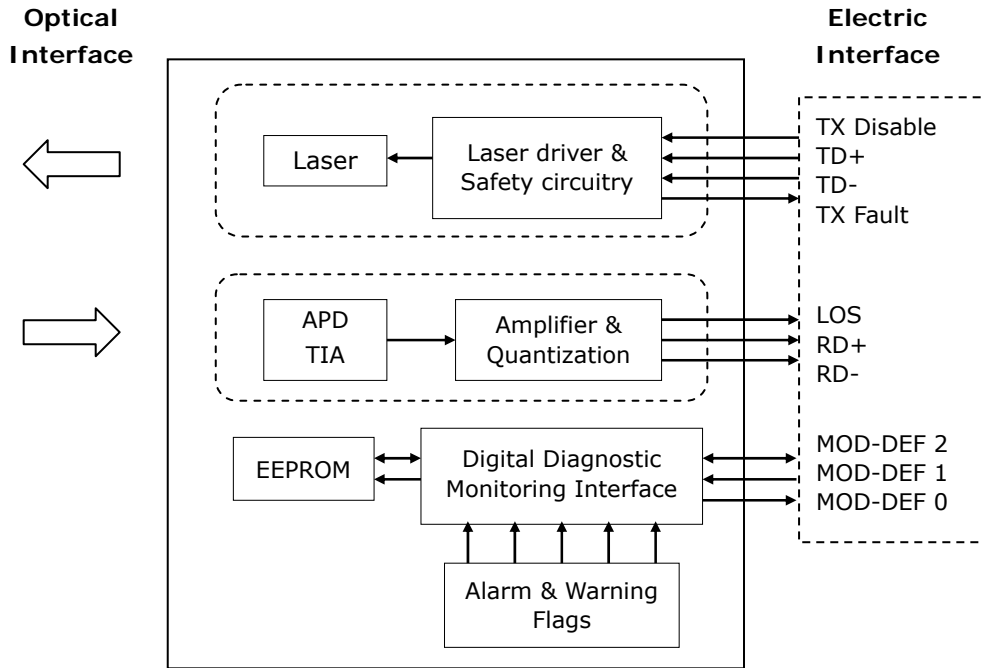 Optical
Interface
Electric
Interface
Laser
Laser driver &
Safety circuitry
TX Disable
TD+
TD-
TX Fault
APD
TIA
Amplifier &
Quantization
LOS
RD+
RD-
EEPROM
Digital Diagnostic
Monitoring Interface
MOD-DEF 2
MOD-DEF 1
MOD-DEF 0
Alarm & Warning
Flags